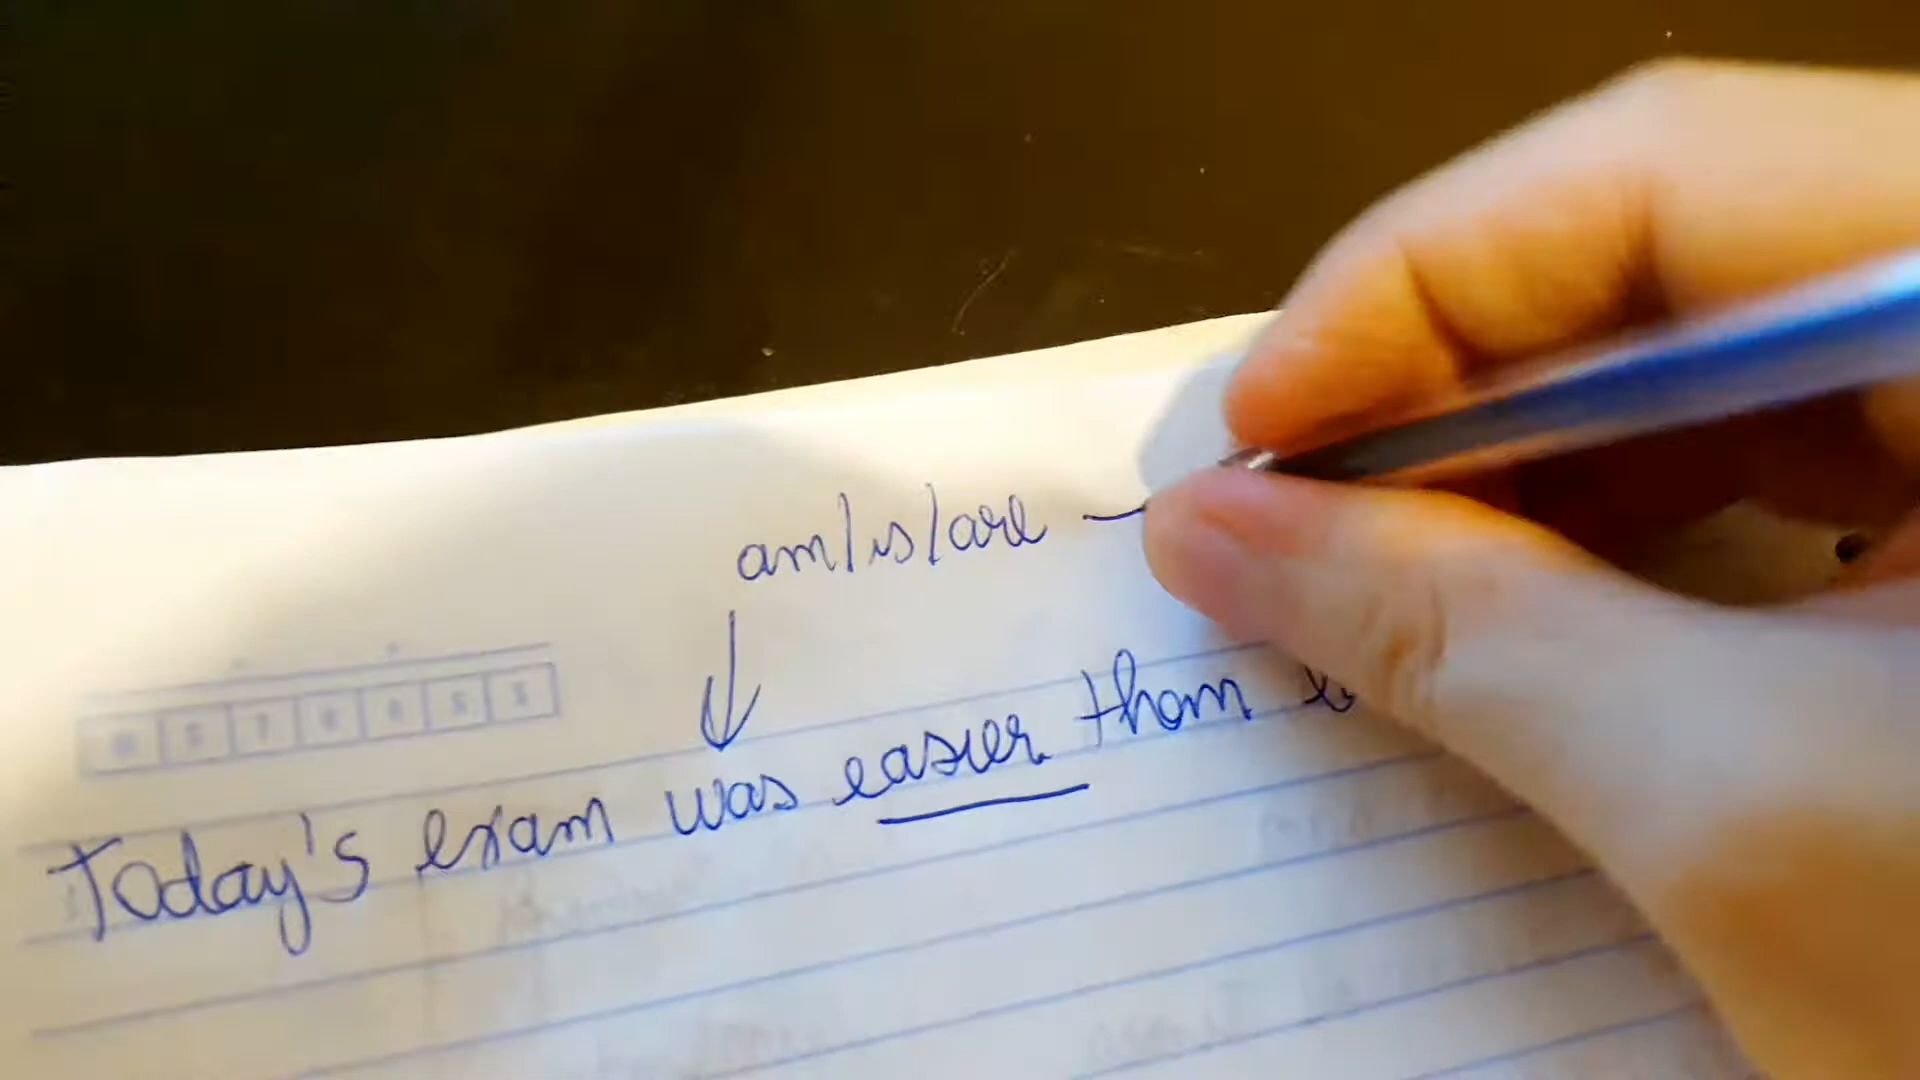 am/is/are —
↓
Today's exam was easier than